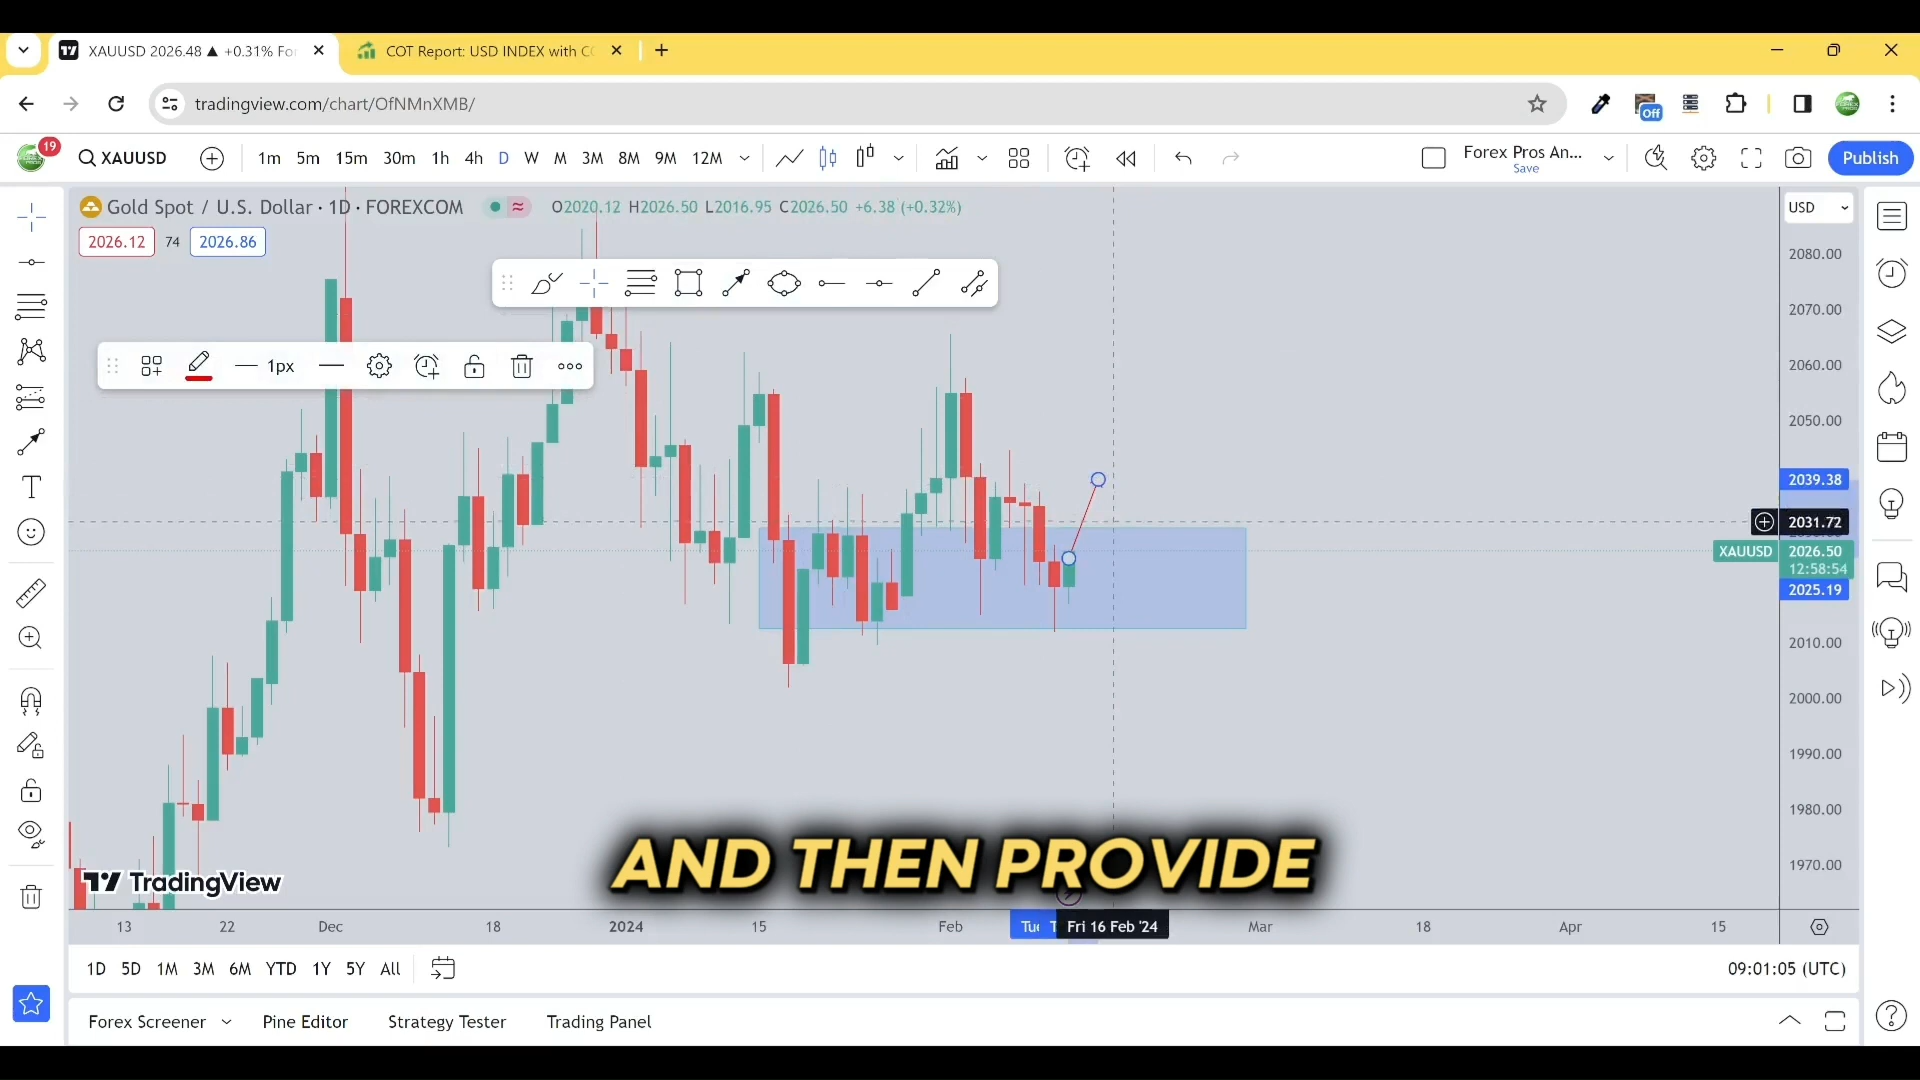 XAUUSD 2026.48 ▲ +0.31% Fo
COT Report: USD INDEX with CO
tradingview.com/chart/OfNMnXMB/
Off
19
XAUUSD
1m 5m 15m 30m 1h 4h D W M 3M 8M 9M 12M
Forex Pros An...
Save
Publish
Gold Spot / U.S. Dollar · 1D · FOREXCOM
O2020.12 H2026.50 L2016.95 C2026.50 +6.38 (+0.32%)
USD
2026.12 74 2026.86
1px
2080.00
2070.00
2060.00
2050.00
2039.38
2031.72
XAUUSD 2026.50
12:58:54
2025.19
2010.00
2000.00
1990.00
1980.00
1970.00
AND THEN PROVIDE
TradingView
13 22 Dec 18 2024 15 Feb Tue Fri 16 Feb '24 Mar 18 Apr 15
1D 5D 1M 3M 6M YTD 1Y 5Y All
09:01:05 (UTC)
Forex Screener Pine Editor Strategy Tester Trading Panel